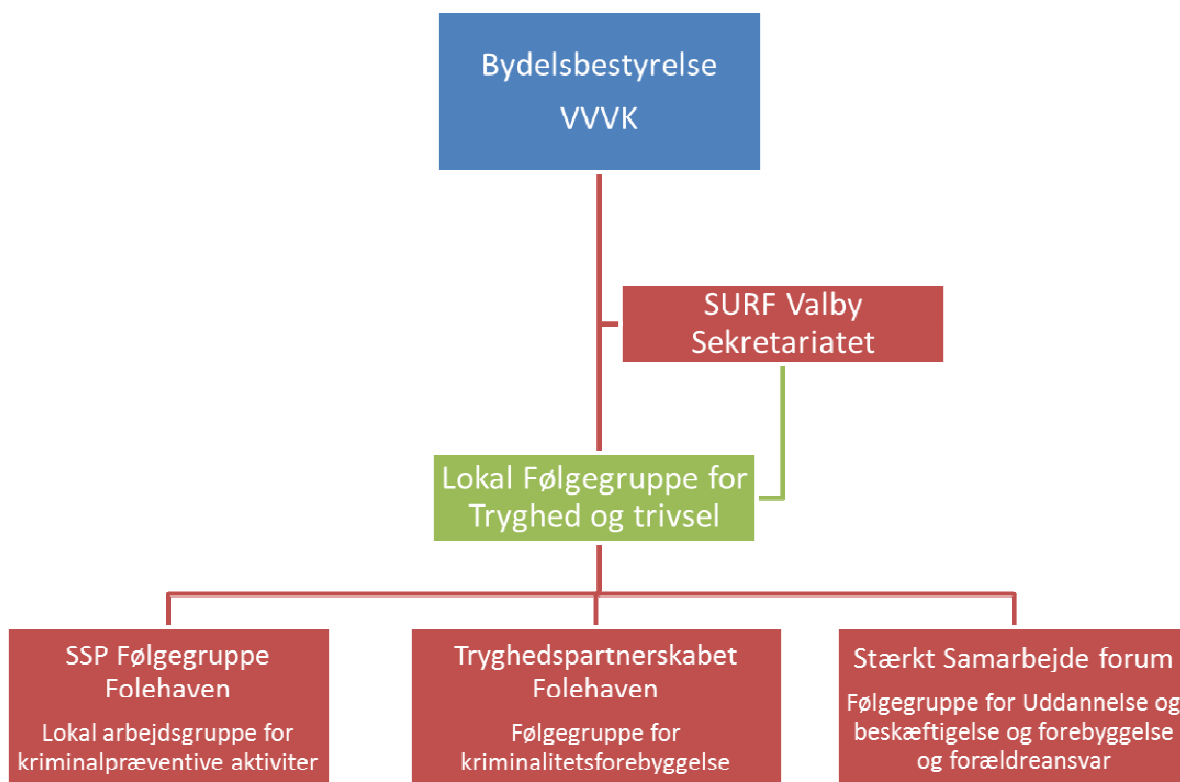 Bydelsbestyrelse
VVVK
SURF Valby
Sekretariatet
Lokal Følgegruppe for
Tryghed og trivsel
SSP Følgegruppe
Folehaven
Lokal arbejdsgruppe for
kriminalpræventive aktiviter
Tryghedspartnerskabet
Folehaven
Følgegruppe for
kriminalitetsforebyggelse
Stærkt Samarbejde forum
Følgegruppe for Uddannelse og
beskæftigelse og forebyggelse
og forældreansvar